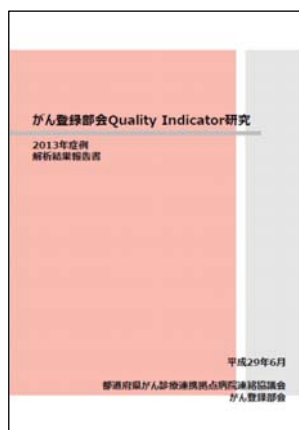 がん登録部会Quality Indicator研究
2013年症例
解析結果報告書
平成29年6月
都道府県がん診療連携拠点病院連絡協議会
がん登録部会